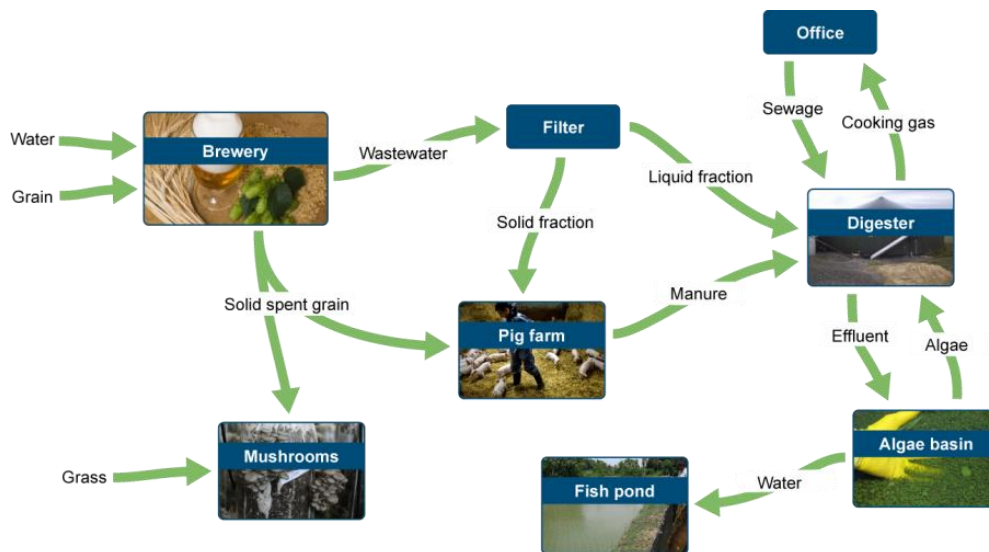 Office
Sewage
Cooking gas
Water
Brewery
Wastewater
Filter
Grain
Liquid fraction
Digester
Solid fraction
Solid spent grain
Manure
Pig farm
Effluent
Algae
Mushrooms
Algae basin
Grass
Fish pond
Water